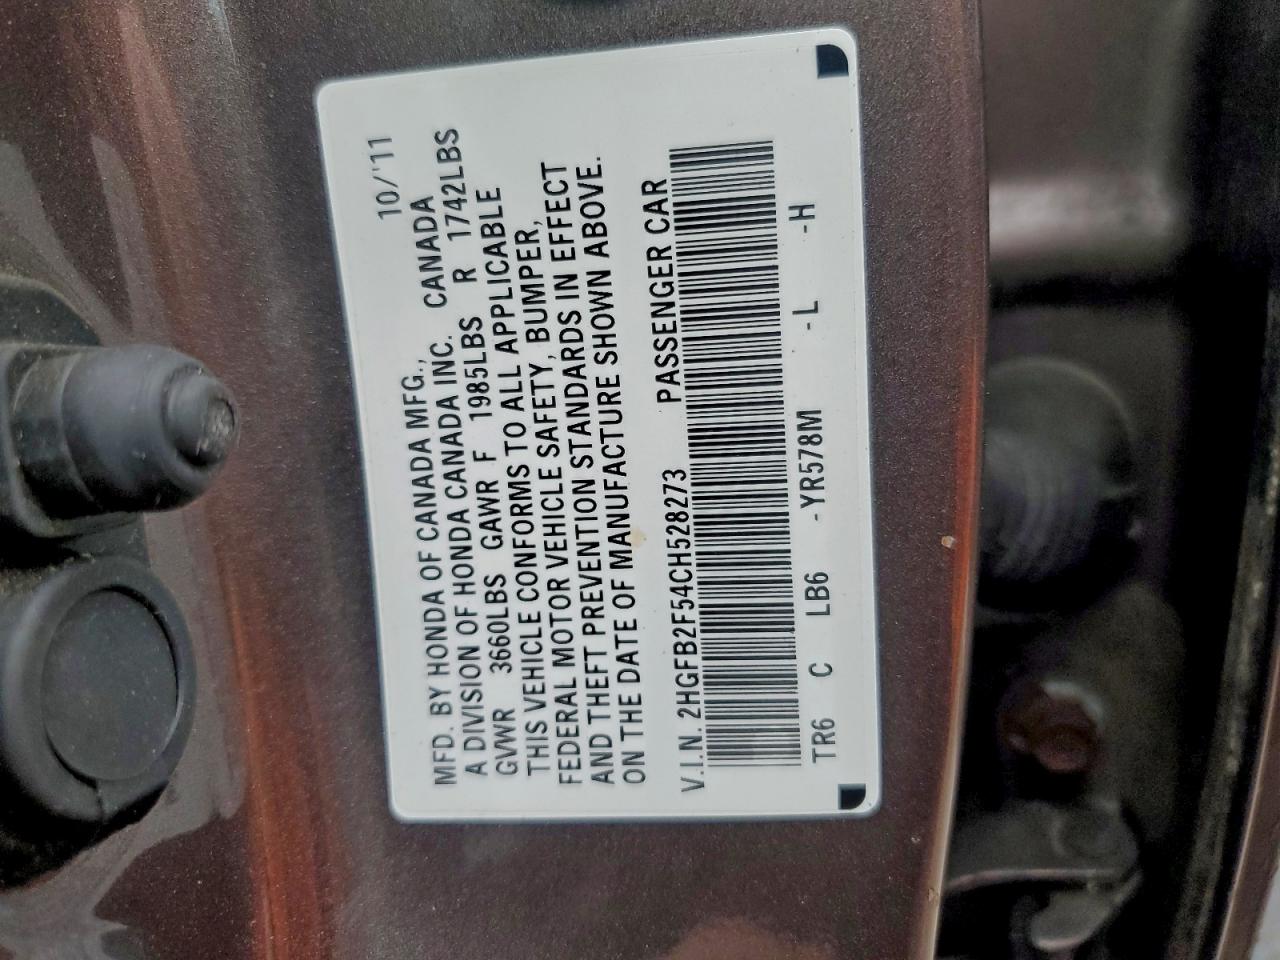 10/'11
MFD. BY HONDA OF CANADA MFG.,
A DIVISION OF HONDA CANADA INC. CANADA
GVWR 3660LBS GAWR F 1985LBS R 1742LBS
THIS VEHICLE CONFORMS TO ALL APPLICABLE
FEDERAL MOTOR VEHICLE SAFETY, BUMPER,
AND THEFT PREVENTION STANDARDS IN EFFECT
ON THE DATE OF MANUFACTURE SHOWN ABOVE.
V.I.N. 2HGFB2F54CH528273 PASSENGER CAR
TR6 C LB6 -YR578M -L -H